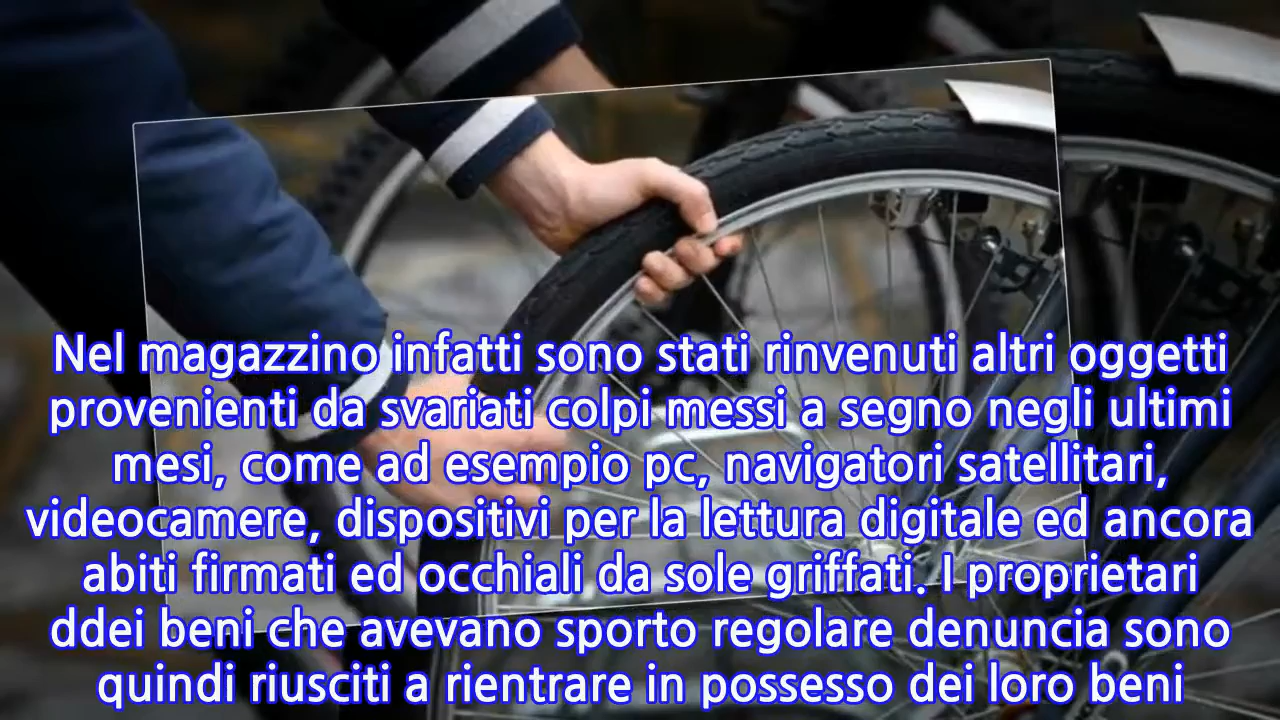 Nel magazzino infatti sono stati rinvenuti altri oggetti
provenienti da svariati colpi messi a segno negli ultimi
mesi, come ad esempio pc, navigatori satellitari,
videocamere, dispositivi per la lettura digitale ed ancora
abiti firmati ed occhiali da sole griffati. I proprietari
ddei beni che avevano sporto regolare denuncia sono
quindi riusciti a rientrare in possesso dei loro beni